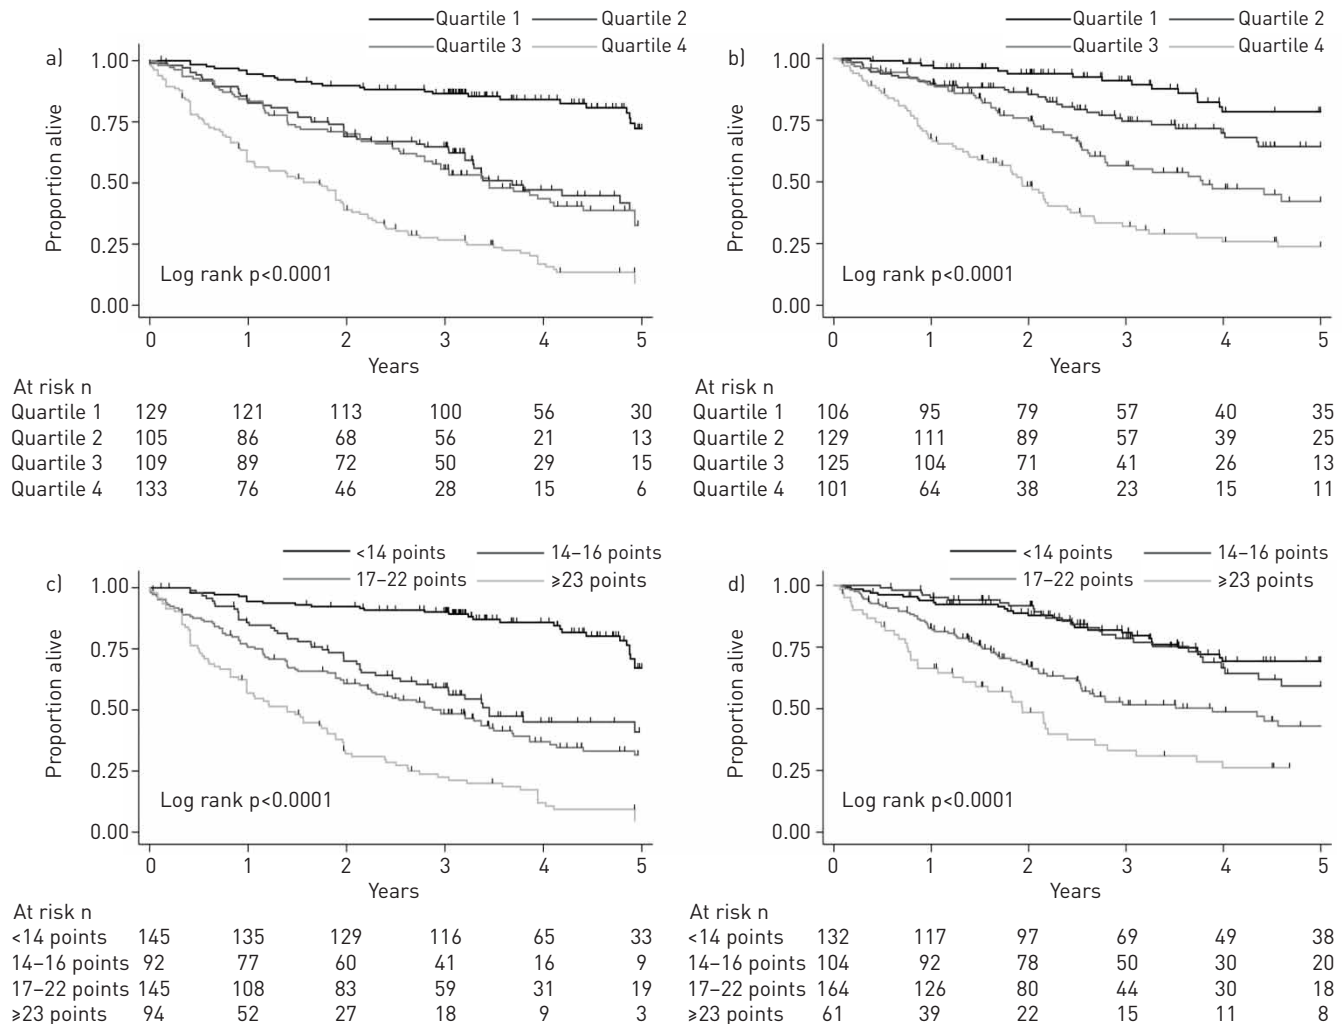 Quartile 1 Quartile 2
Quartile 3 Quartile 4
a)
Proportion alive
1.00
0.75
0.50
0.25
0.00
Log rank p<0.0001
0 1 2 3 4 5
Years
At risk n
Quartile 1 129 121 113 100 56 30
Quartile 2 105 86 68 56 21 13
Quartile 3 109 89 72 50 29 15
Quartile 4 133 76 46 28 15 6
Quartile 1 Quartile 2
Quartile 3 Quartile 4
b)
Proportion alive
1.00
0.75
0.50
0.25
0.00
Log rank p<0.0001
0 1 2 3 4 5
Years
At risk n
Quartile 1 106 95 79 57 40 35
Quartile 2 129 111 89 57 39 25
Quartile 3 125 104 71 41 26 13
Quartile 4 101 64 38 23 15 11
<14 points 14–16 points
17–22 points ⩾23 points
c)
Proportion alive
1.00
0.75
0.50
0.25
0.00
Log rank p<0.0001
0 1 2 3 4 5
Years
At risk n
<14 points 145 135 129 116 65 33
14–16 points 92 77 60 41 16 9
17–22 points 145 108 83 59 31 19
⩾23 points 94 52 27 18 9 3
<14 points 14–16 points
17–22 points ⩾23 points
d)
Proportion alive
1.00
0.75
0.50
0.25
0.00
Log rank p<0.0001
0 1 2 3 4 5
Years
At risk n
<14 points 132 117 97 69 49 38
14–16 points 104 92 78 50 30 20
17–22 points 164 126 80 44 30 18
⩾23 points 61 39 22 15 11 8